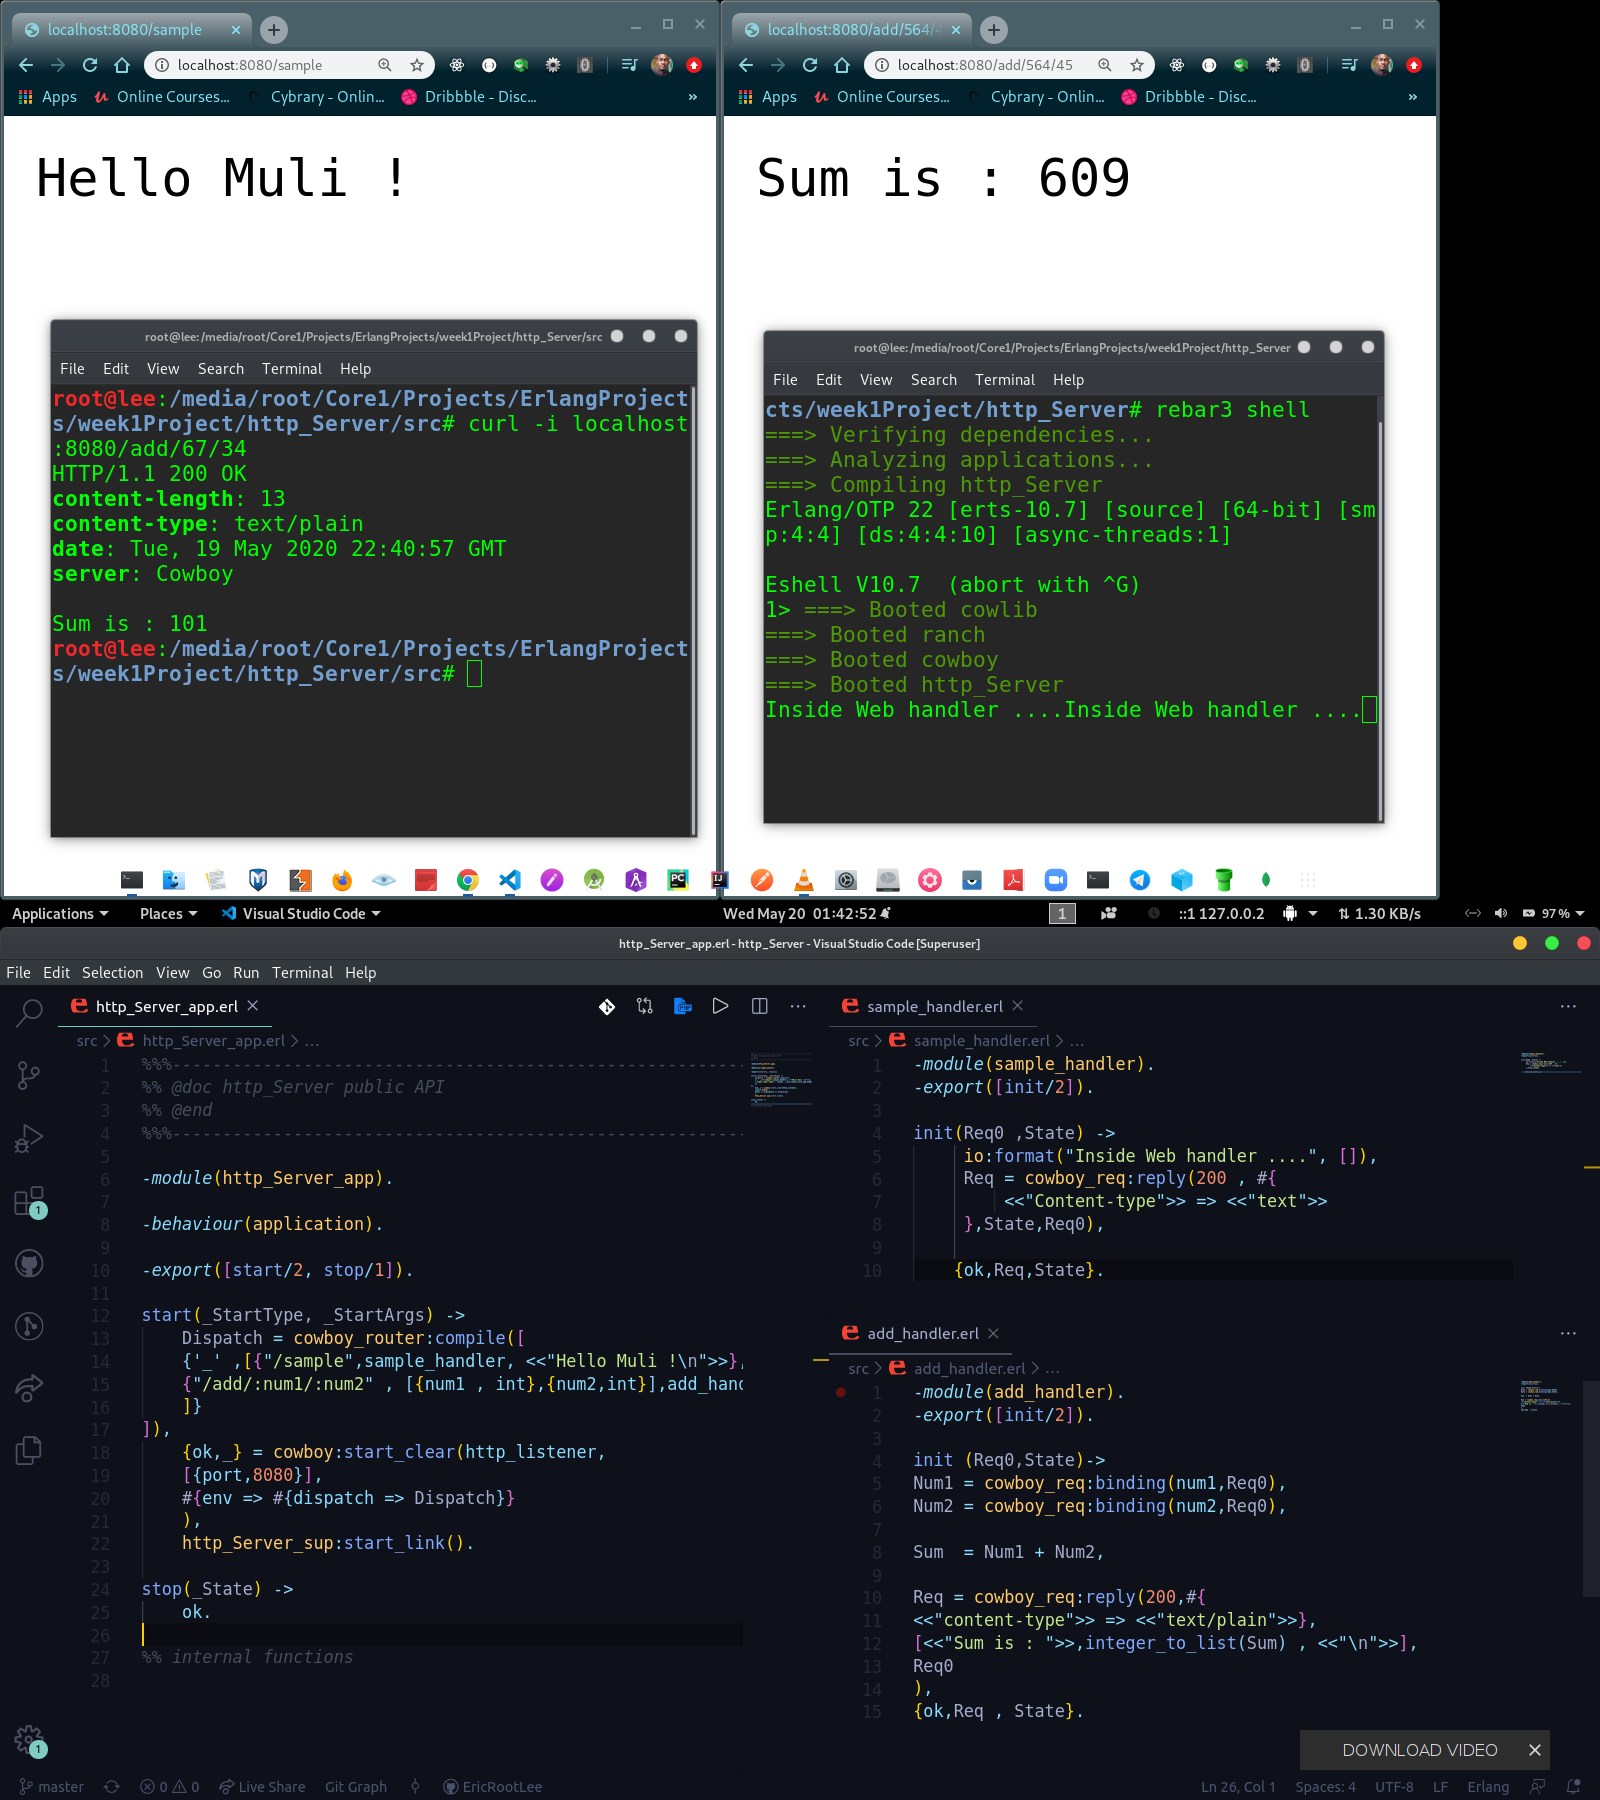 localhost:8080/sample
localhost:8080/sample
Apps Online Courses... Cybrary - Onlin... Dribbble - Disc... »
Hello Muli !
root@lee: /media/root/Core1/Projects/ErlangProjects/week1Project/http_Server/src
File Edit View Search Terminal Help
root@lee:/media/root/Core1/Projects/ErlangProject
s/week1Project/http_Server/src# curl -i localhost
:8080/add/67/34
HTTP/1.1 200 OK
content-length: 13
content-type: text/plain
date: Tue, 19 May 2020 22:40:57 GMT
server: Cowboy
Sum is : 101
root@lee:/media/root/Core1/Projects/ErlangProject
s/week1Project/http_Server/src#
localhost:8080/add/564/4
localhost:8080/add/564/45
Apps Online Courses... Cybrary - Onlin... Dribbble - Disc... »
Sum is : 609
root@lee: /media/root/Core1/Projects/ErlangProjects/week1Project/http_Server
File Edit View Search Terminal Help
cts/week1Project/http_Server# rebar3 shell
===> Verifying dependencies...
===> Analyzing applications...
===> Compiling http_Server
Erlang/OTP 22 [erts-10.7] [source] [64-bit] [sm
p:4:4] [ds:4:4:10] [async-threads:1]
Eshell V10.7  (abort with ^G)
1> ===> Booted cowlib
===> Booted ranch
===> Booted cowboy
===> Booted http_Server
Inside Web handler ....Inside Web handler ....
PC IJ
Applications Places Visual Studio Code Wed May 20 01:42:52 1 ::1 127.0.0.2 1.30 KB/s 97 %
http_Server_app.erl - http_Server - Visual Studio Code [Superuser]
File Edit Selection View Go Run Terminal Help
http_Server_app.erl
src > http_Server_app.erl > ...
1 %%%---------------------------------------------------------
2 %% @doc http_Server public API
3 %% @end
4 %%%---------------------------------------------------------
5
6 -module(http_Server_app).
7
8 -behaviour(application).
9
10 -export([start/2, stop/1]).
11
12 start(_StartType, _StartArgs) ->
13     Dispatch = cowboy_router:compile([
14     {'_' ,[{"/sample",sample_handler, <<"Hello Muli !\n">>},
15     {"/add/:num1/:num2" , [{num1 , int},{num2,int}],add_hand
16     ]}
17 ]),
18     {ok,_} = cowboy:start_clear(http_listener,
19     [{port,8080}],
20     #{env => #{dispatch => Dispatch}}
21     ),
22     http_Server_sup:start_link().
23
24 stop(_State) ->
25     ok.
26
27 %% internal functions
28
sample_handler.erl
src > sample_handler.erl > ...
1 -module(sample_handler).
2 -export([init/2]).
3
4 init(Req0 ,State) ->
5     io:format("Inside Web handler ....", []),
6     Req = cowboy_req:reply(200 , #{
7         <<"Content-type">> => <<"text">>
8     },State,Req0),
9
10     {ok,Req,State}.
add_handler.erl
src > add_handler.erl > ...
1 -module(add_handler).
2 -export([init/2]).
3
4 init (Req0,State)->
5 Num1 = cowboy_req:binding(num1,Req0),
6 Num2 = cowboy_req:binding(num2,Req0),
7
8 Sum  = Num1 + Num2,
9
10 Req = cowboy_req:reply(200,#{
11 <<"content-type">> => <<"text/plain">>},
12 [<<"Sum is : ">>,integer_to_list(Sum) , <<"\n">>],
13 Req0
14 ),
15 {ok,Req , State}.
1
1
DOWNLOAD VIDEO
master 0 0 Live Share Git Graph EricRootLee Ln 26, Col 1 Spaces: 4 UTF-8 LF Erlang